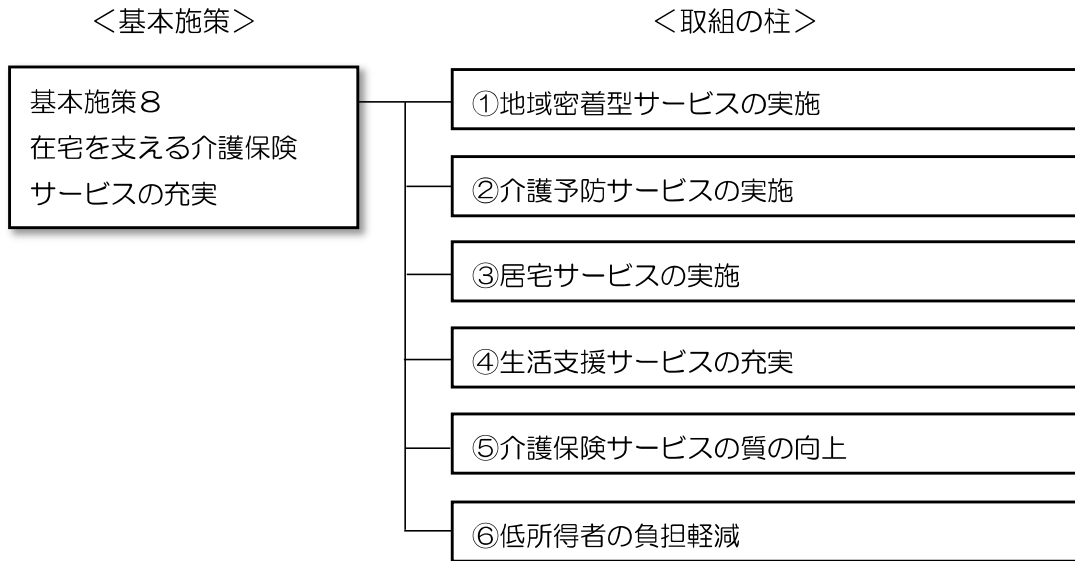 ＜基本施策＞
＜取組の柱＞
基本施策８
在宅を支える介護保険
サービスの充実
①地域密着型サービスの実施
②介護予防サービスの実施
③居宅サービスの実施
④生活支援サービスの充実
⑤介護保険サービスの質の向上
⑥低所得者の負担軽減